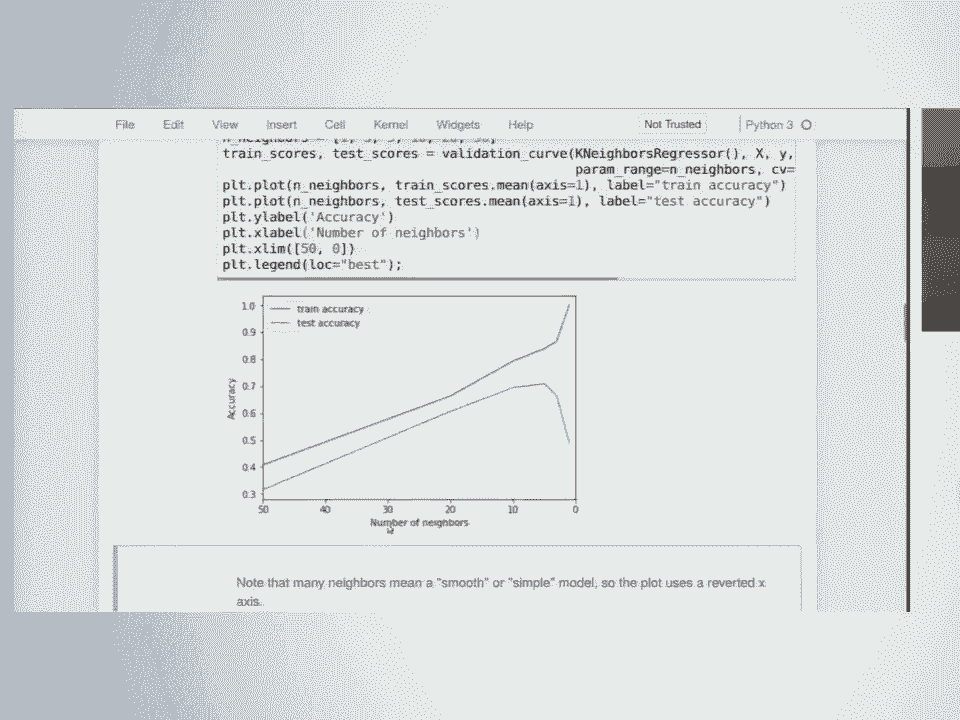 File Edit View Insert Cell Kernel Widgets Help Not Trusted Python 3
train_scores, test_scores = validation_curve(KNeighborsRegressor(), X, y,
param_range=n_neighbors, cv=
plt.plot(n_neighbors, train_scores.mean(axis=1), label="train accuracy")
plt.plot(n_neighbors, test_scores.mean(axis=1), label="test accuracy")
plt.ylabel('Accuracy')
plt.xlabel('Number of neighbors')
plt.xlim([50, 0])
plt.legend(loc="best");
train accuracy
test accuracy
1.0
0.9
0.8
0.7
0.6
0.5
0.4
0.3
Accuracy
50 40 30 20 10 0
Number of neighbors
Note that many neighbors mean a "smooth" or "simple" model, so the plot uses a reverted x
axis.